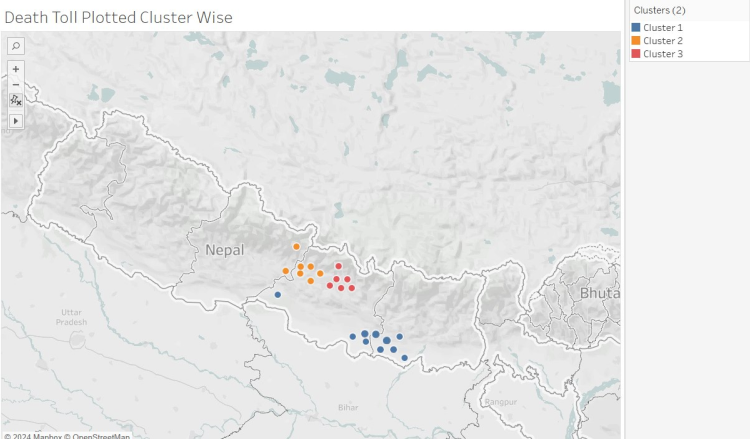 Death Toll Plotted Cluster Wise
Clusters (2)
Cluster 1
Cluster 2
Cluster 3
Nepal
Bhuta
Uttar
Pradesh
Bihar
Rangpur
© 2024 Mapbox © OpenStreetMap